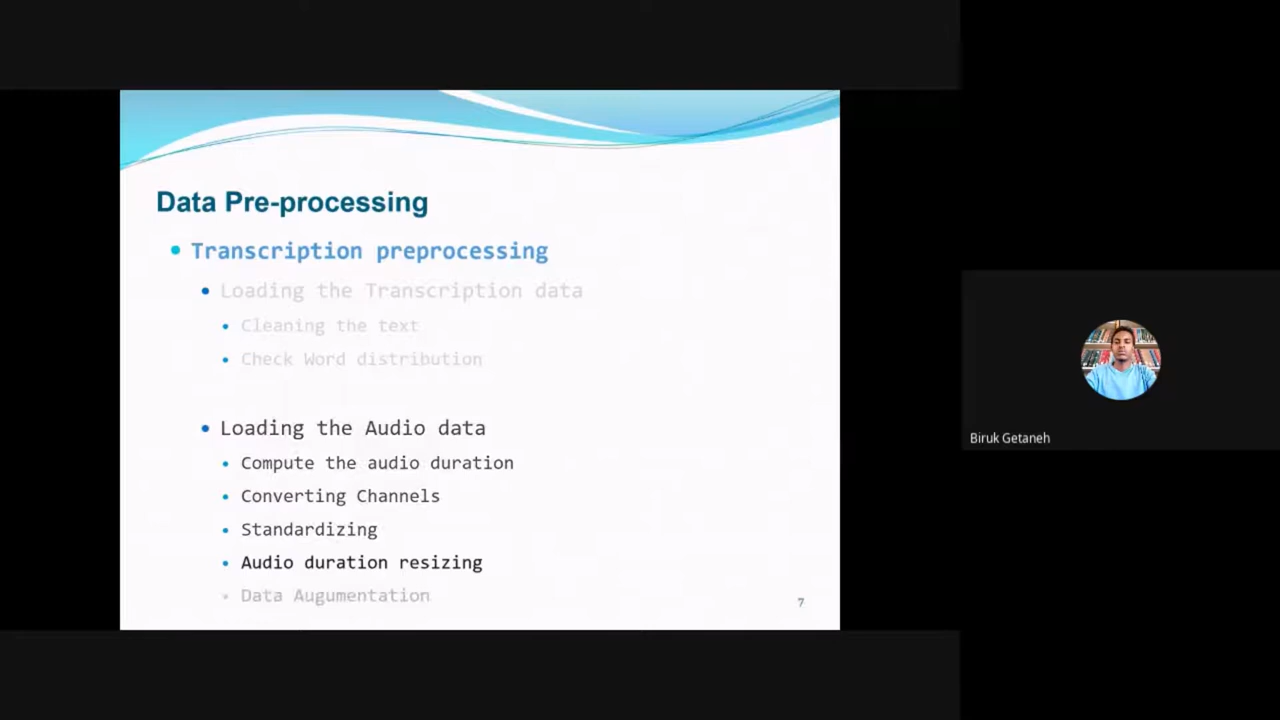 Data Pre-processing
Transcription preprocessing
Loading the Transcription data
Cleaning the text
Check Word distribution
Loading the Audio data
Compute the audio duration
Converting Channels
Standardizing
Audio duration resizing
Data Augumentation
7
Biruk Getaneh